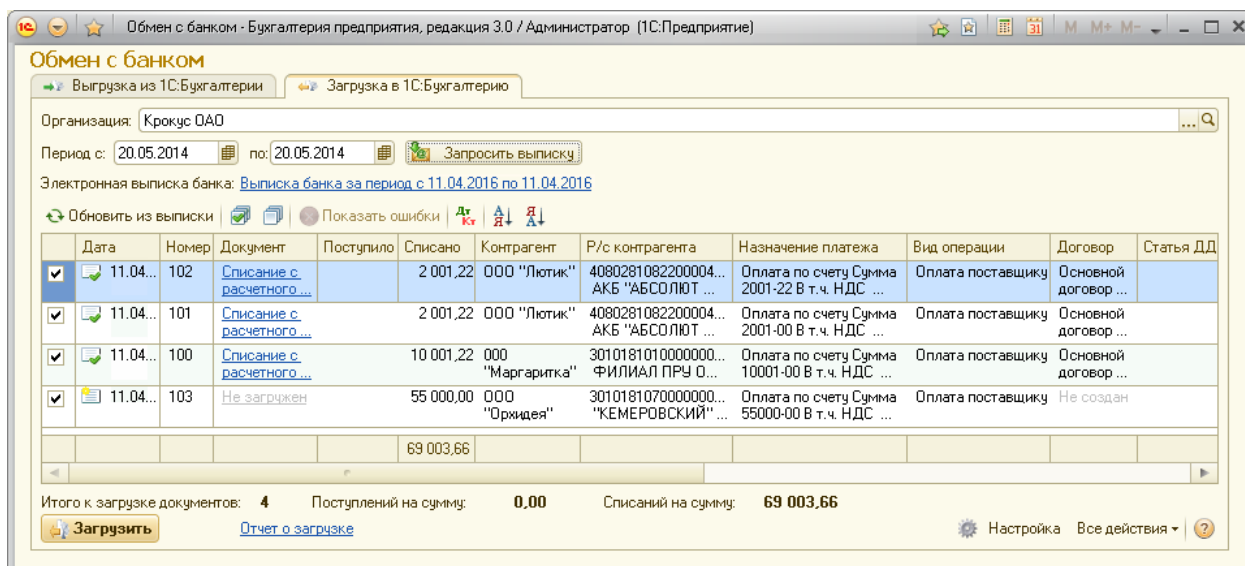 Обмен с банком - Бухгалтерия предприятия, редакция 3.0 / Администратор (1С:Предприятие) M M+ M-
Обмен с банком
Выгрузка из 1С:Бухгалтерии Загрузка в 1С:Бухгалтерию
Организация: Крокус ОАО ...
Период с: 20.05.2014 по: 20.05.2014 Запросить выписку
Электронная выписка банка: Выписка банка за период с 11.04.2016 по 11.04.2016
Обновить из выписки Показать ошибки Дт Кт А Я Я А
Дата Номер Документ Поступило Списано Контрагент Р/с контрагента Назначение платежа Вид операции Договор Статья ДД
11.04... 102 Списание с 2 001,22 ООО "Лютик" 4080281082200004... Оплата по счету Сумма Оплата поставщику Основной
расчетного ... АКБ "АБСОЛЮТ ... 2001-22 В т.ч. НДС ... договор ...
11.04... 101 Списание с 2 001,22 ООО "Лютик" 4080281082200004... Оплата по счету Сумма Оплата поставщику Основной
расчетного ... АКБ "АБСОЛЮТ ... 2001-00 В т.ч. НДС ... договор ...
11.04... 100 Списание с 10 001,22 ООО 3010181010000000... Оплата по счету Сумма Оплата поставщику Основной
расчетного ... "Маргаритка" ФИЛИАЛ ПРУ О... 10001-00 В т.ч. НДС ... договор ...
11.04... 103 Не загружен 55 000,00 ООО 3010181070000000... Оплата по счету Сумма Оплата поставщику Не создан
"Орхидея" "КЕМЕРОВСКИЙ"... 55000-00 В т.ч. НДС ...
69 003,66
Итого к загрузке документов: 4 Поступлений на сумму: 0,00 Списаний на сумму: 69 003,66
Загрузить Отчет о загрузке Настройка Все действия ?